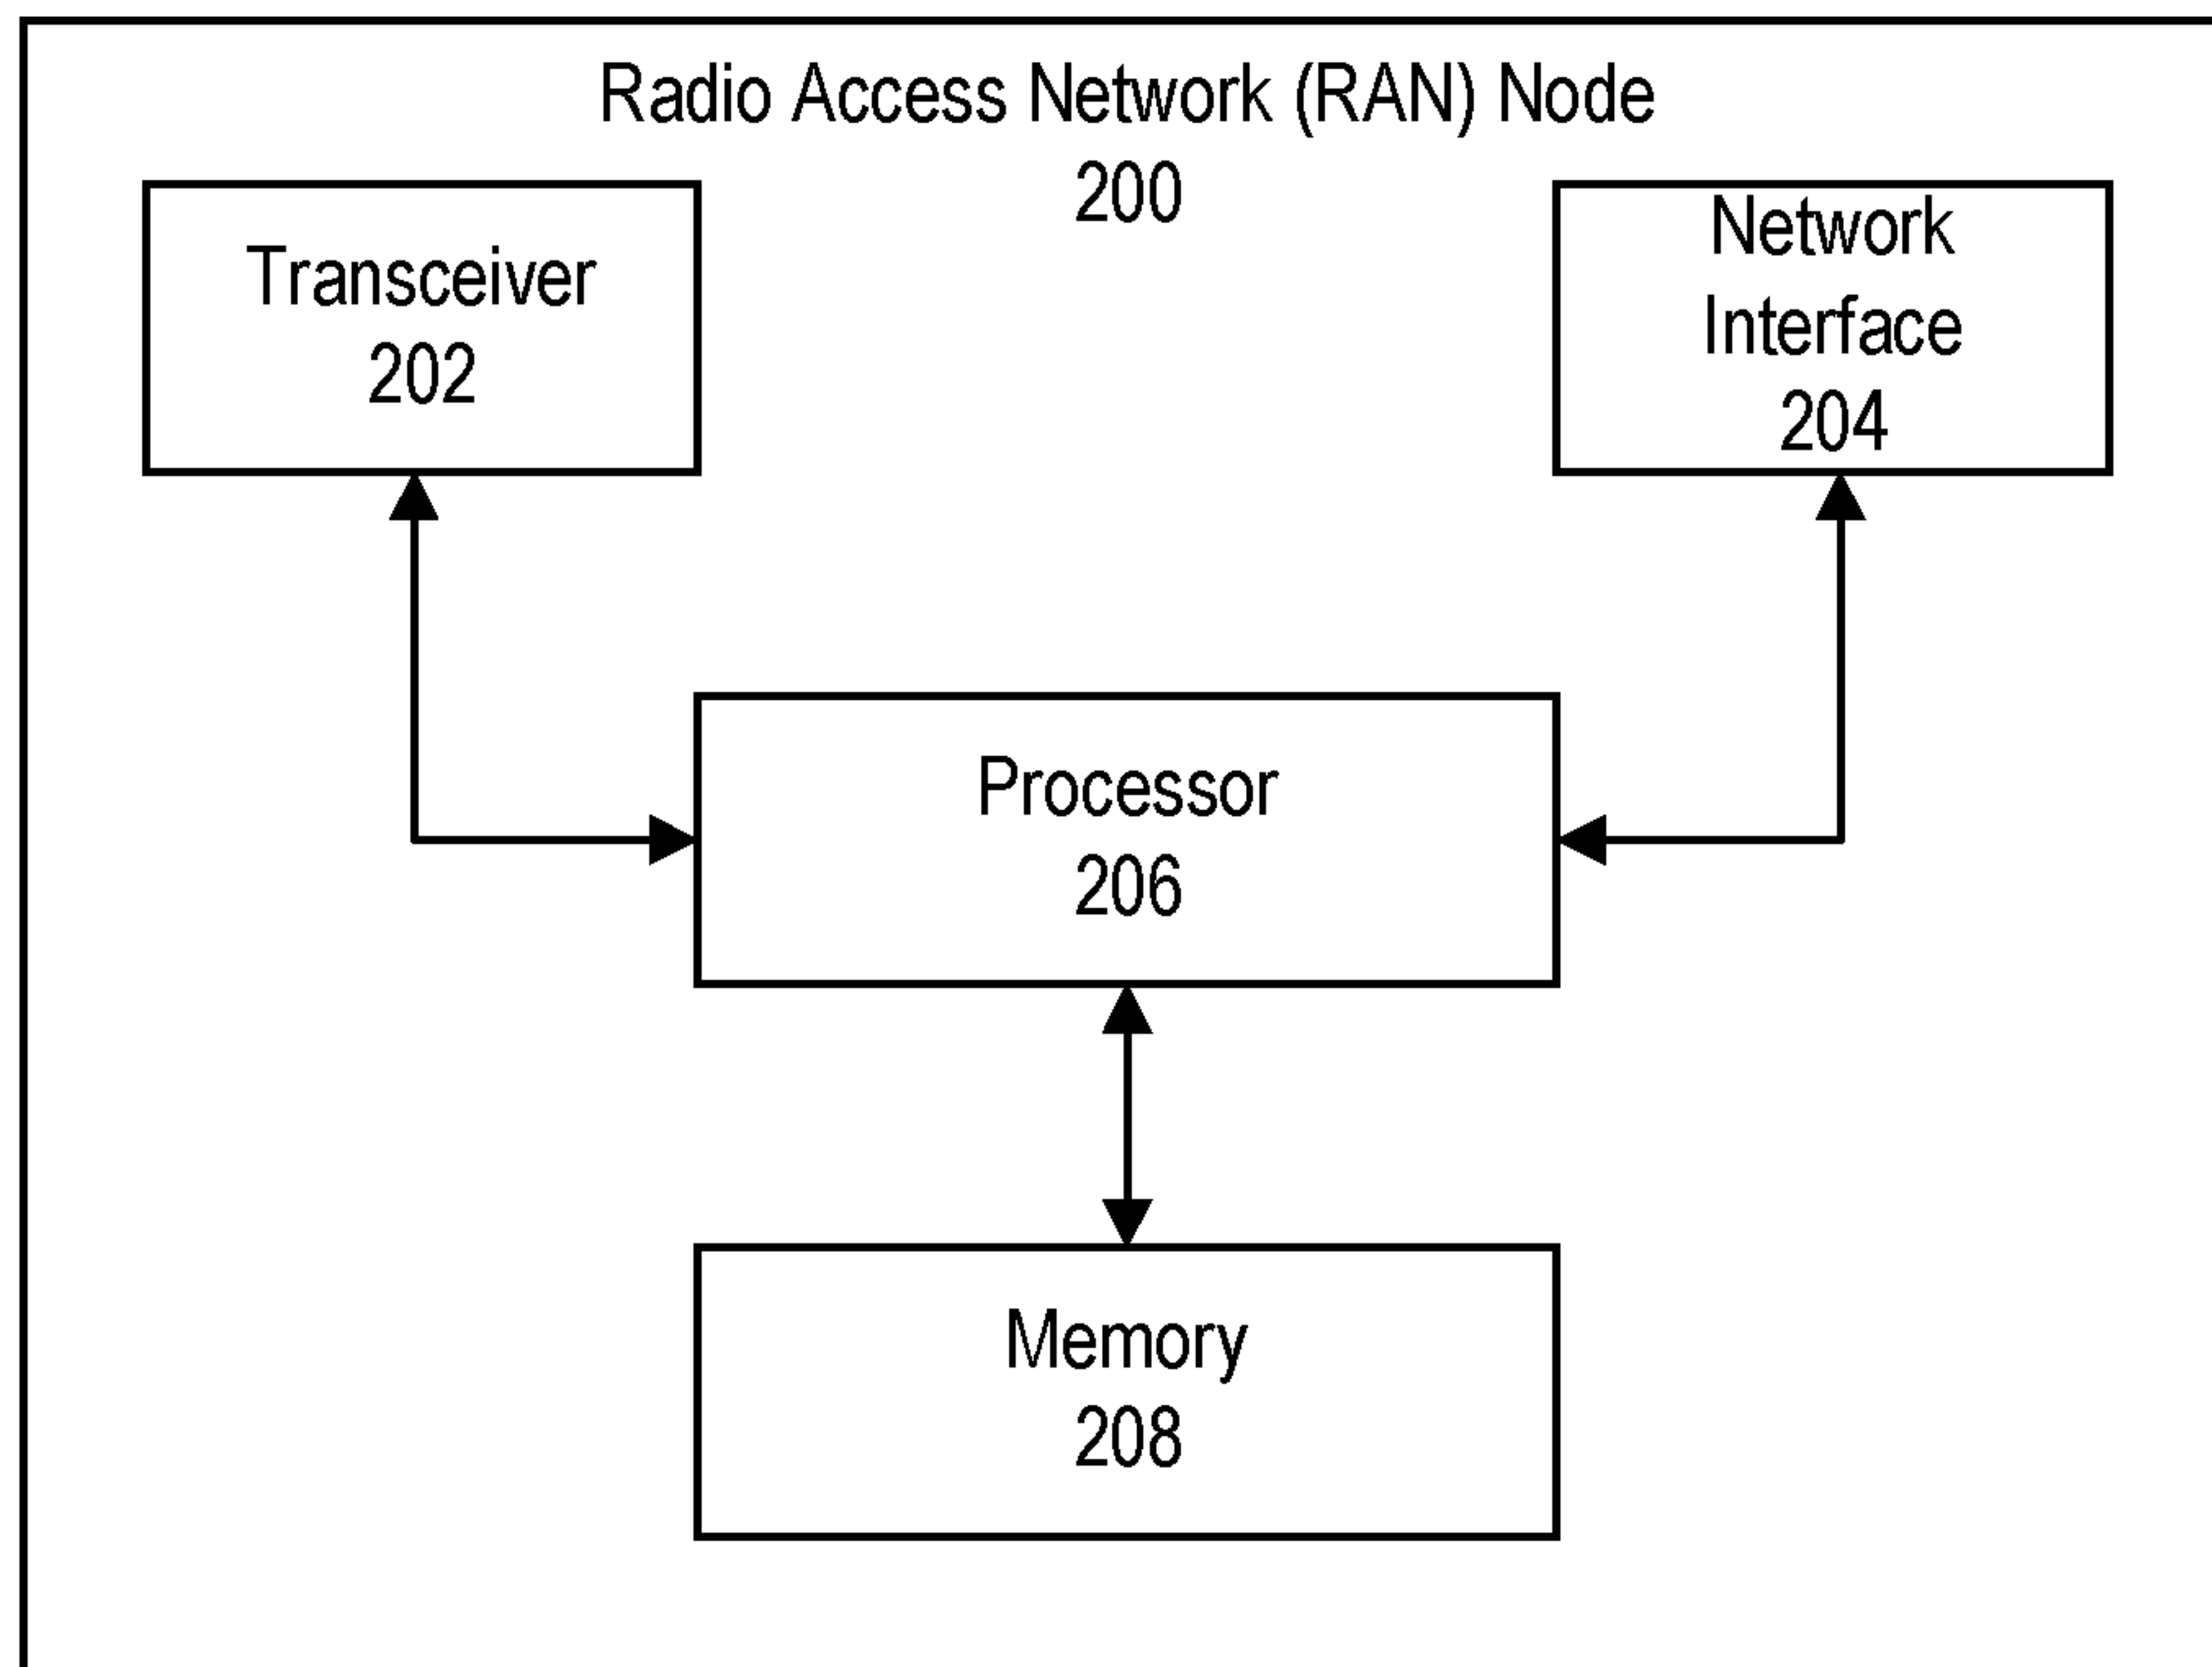 Radio Access Network (RAN) Node
200
Transceiver
202
Network
Interface
204
Processor
206
Memory
208